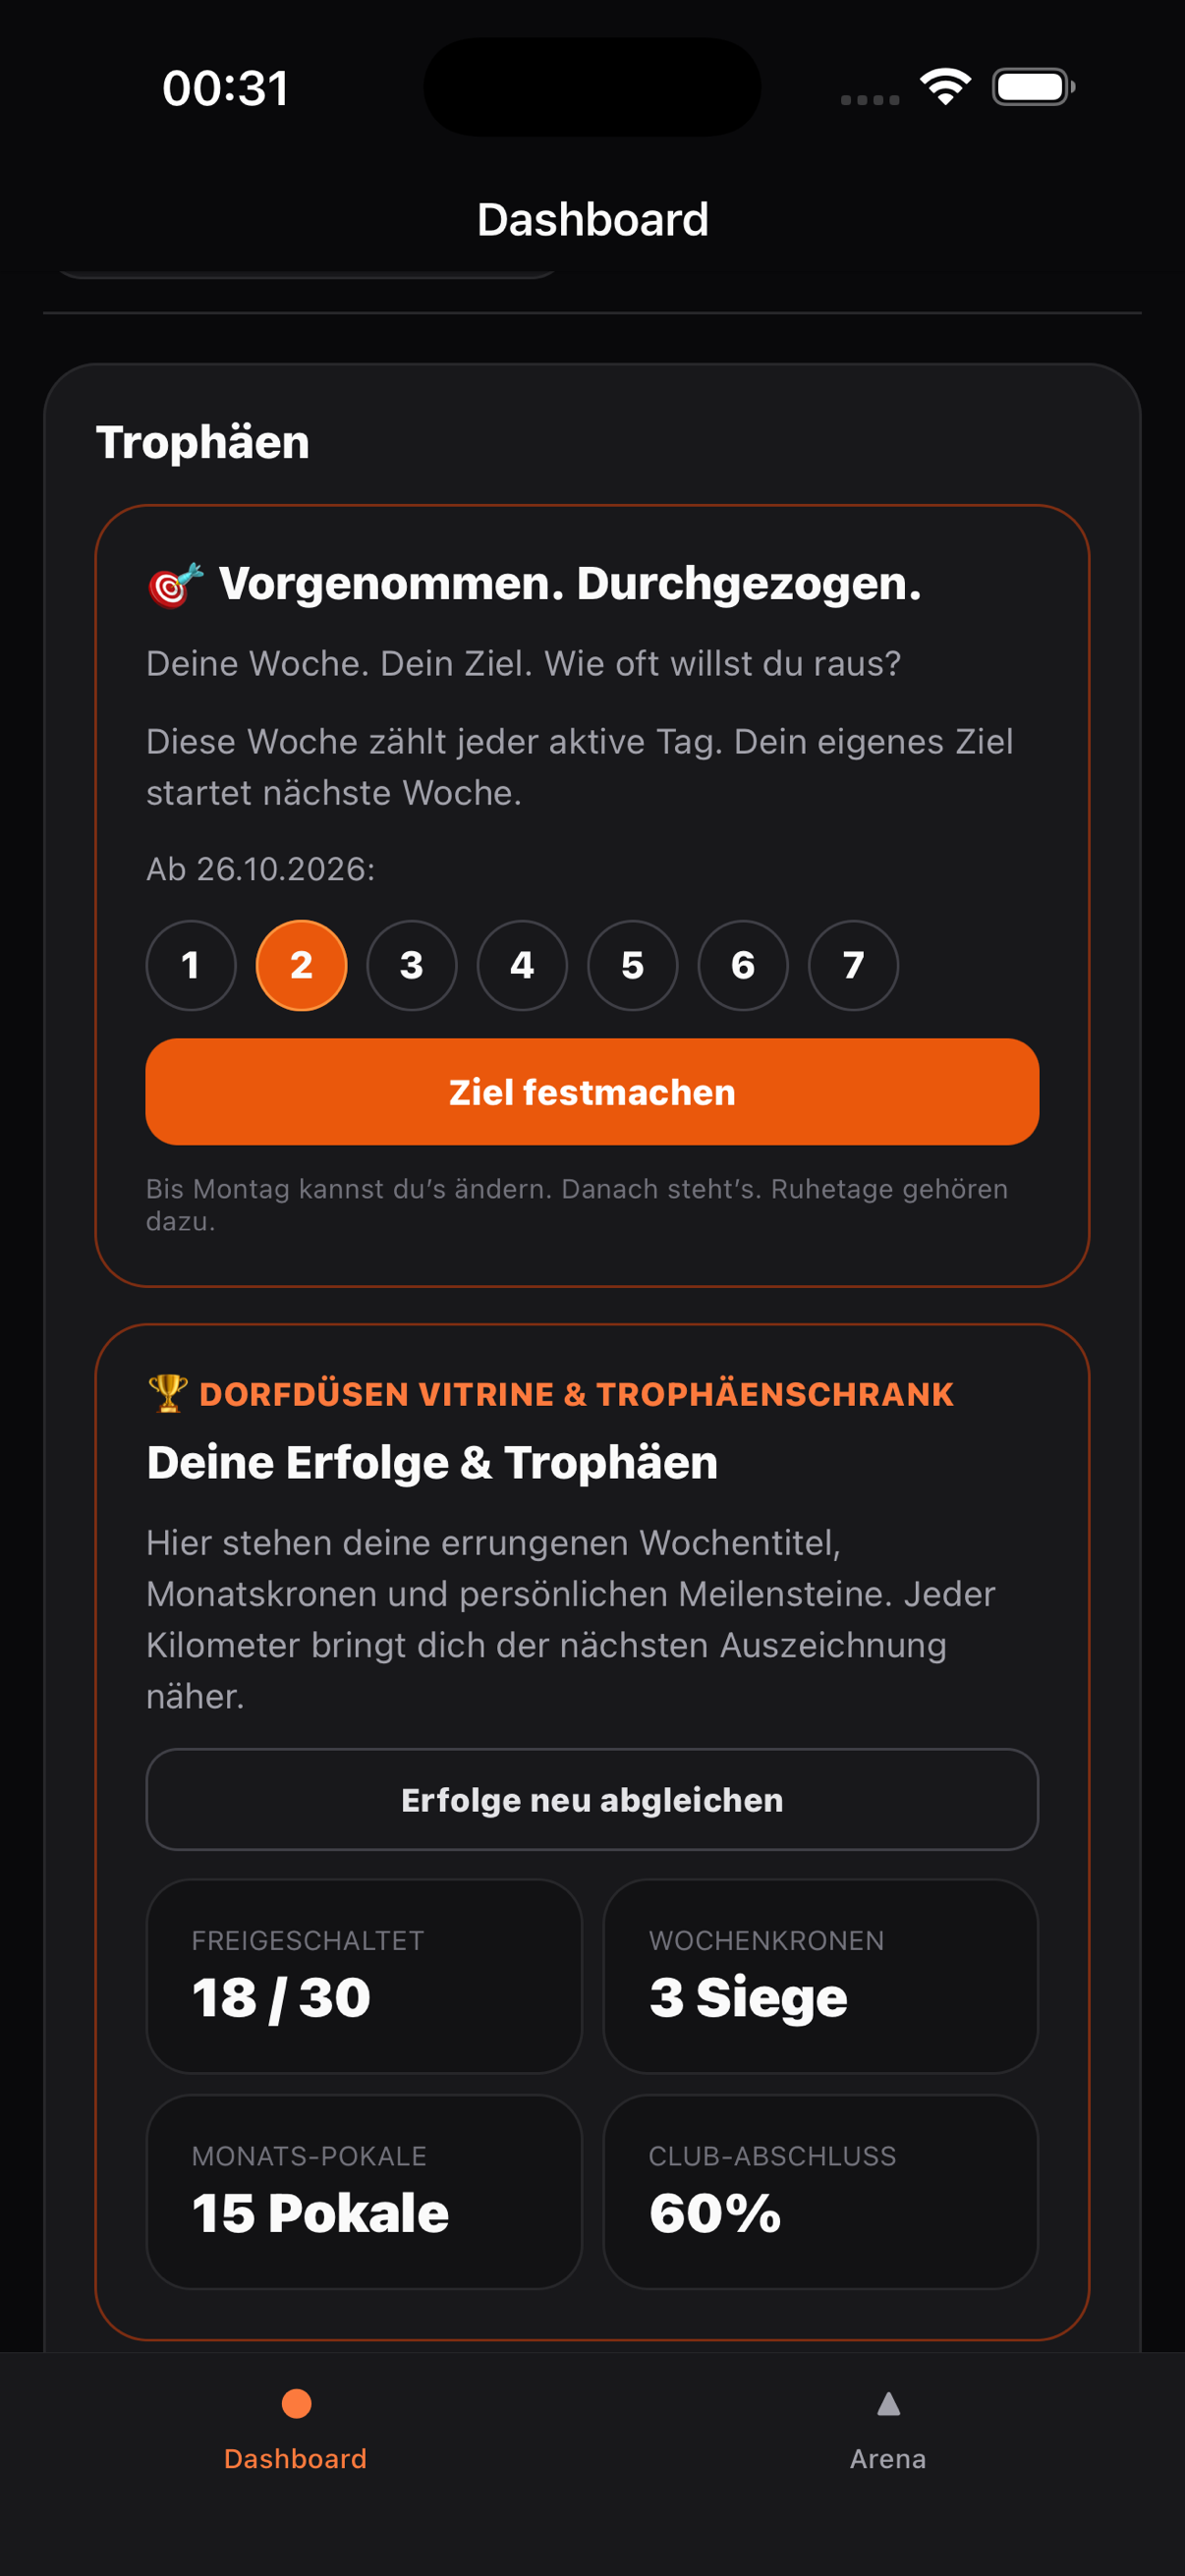 00:31
Dashboard
Trophäen
Vorgenommen. Durchgezogen.
Deine Woche. Dein Ziel. Wie oft willst du raus?
Diese Woche zählt jeder aktive Tag. Dein eigenes Ziel
startet nächste Woche.
Ab 26.10.2026:
1 2 3 4 5 6 7
Ziel festmachen
Bis Montag kannst du’s ändern. Danach steht’s. Ruhetage gehören
dazu.
DORFDÜSEN VITRINE & TROPHÄENSCHRANK
Deine Erfolge & Trophäen
Hier stehen deine errungenen Wochentitel,
Monatskronen und persönlichen Meilensteine. Jeder
Kilometer bringt dich der nächsten Auszeichnung
näher.
Erfolge neu abgleichen
FREIGESCHALTET
18 / 30
WOCHENKRONEN
3 Siege
MONATS-POKALE
15 Pokale
CLUB-ABSCHLUSS
60%
Dashboard
Arena